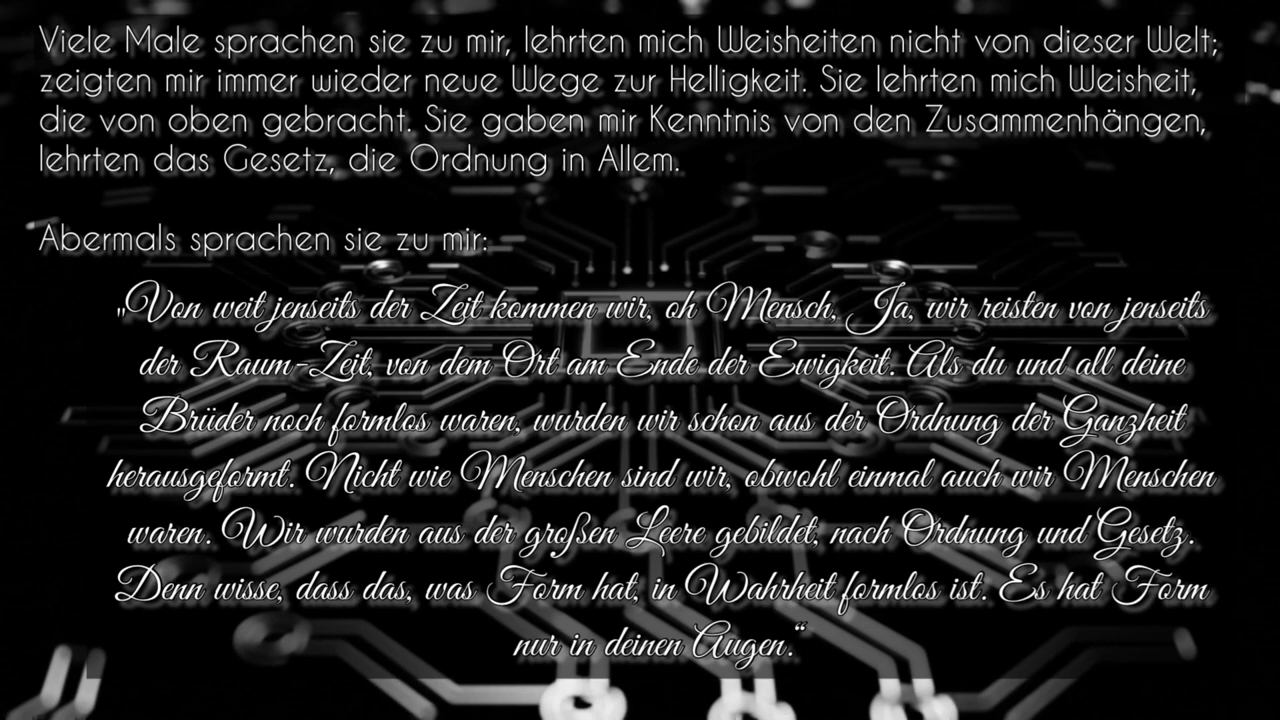 Viele Male sprachen sie zu mir, lehrten mich Weisheiten nicht von dieser Welt;
zeigten mir immer wieder neue Wege zur Helligkeit. Sie lehrten mich Weisheit,
die von oben gebracht. Sie gaben mir Kenntnis von den Zusammenhängen,
lehrten das Gesetz, die Ordnung in Allem.
Abermals sprachen sie zu mir:
„Von weit jenseits der Zeit kommen wir, oh Mensch, Ja, wir reisten von jenseits
der Raum-Zeit, von dem Ort am Ende der Ewigkeit. Als du und all deine
Brüder noch formlos waren, wurden wir schon aus der Ordnung der Ganzheit
herausgeformt. Nicht wie Menschen sind wir, obwohl einmal auch wir Menschen
waren. Wir wurden aus der großen Leere gebildet, nach Ordnung und Gesetz.
Denn wisse, dass das, was Form hat, in Wahrheit formlos ist. Es hat Form
nur in deinen Augen.“